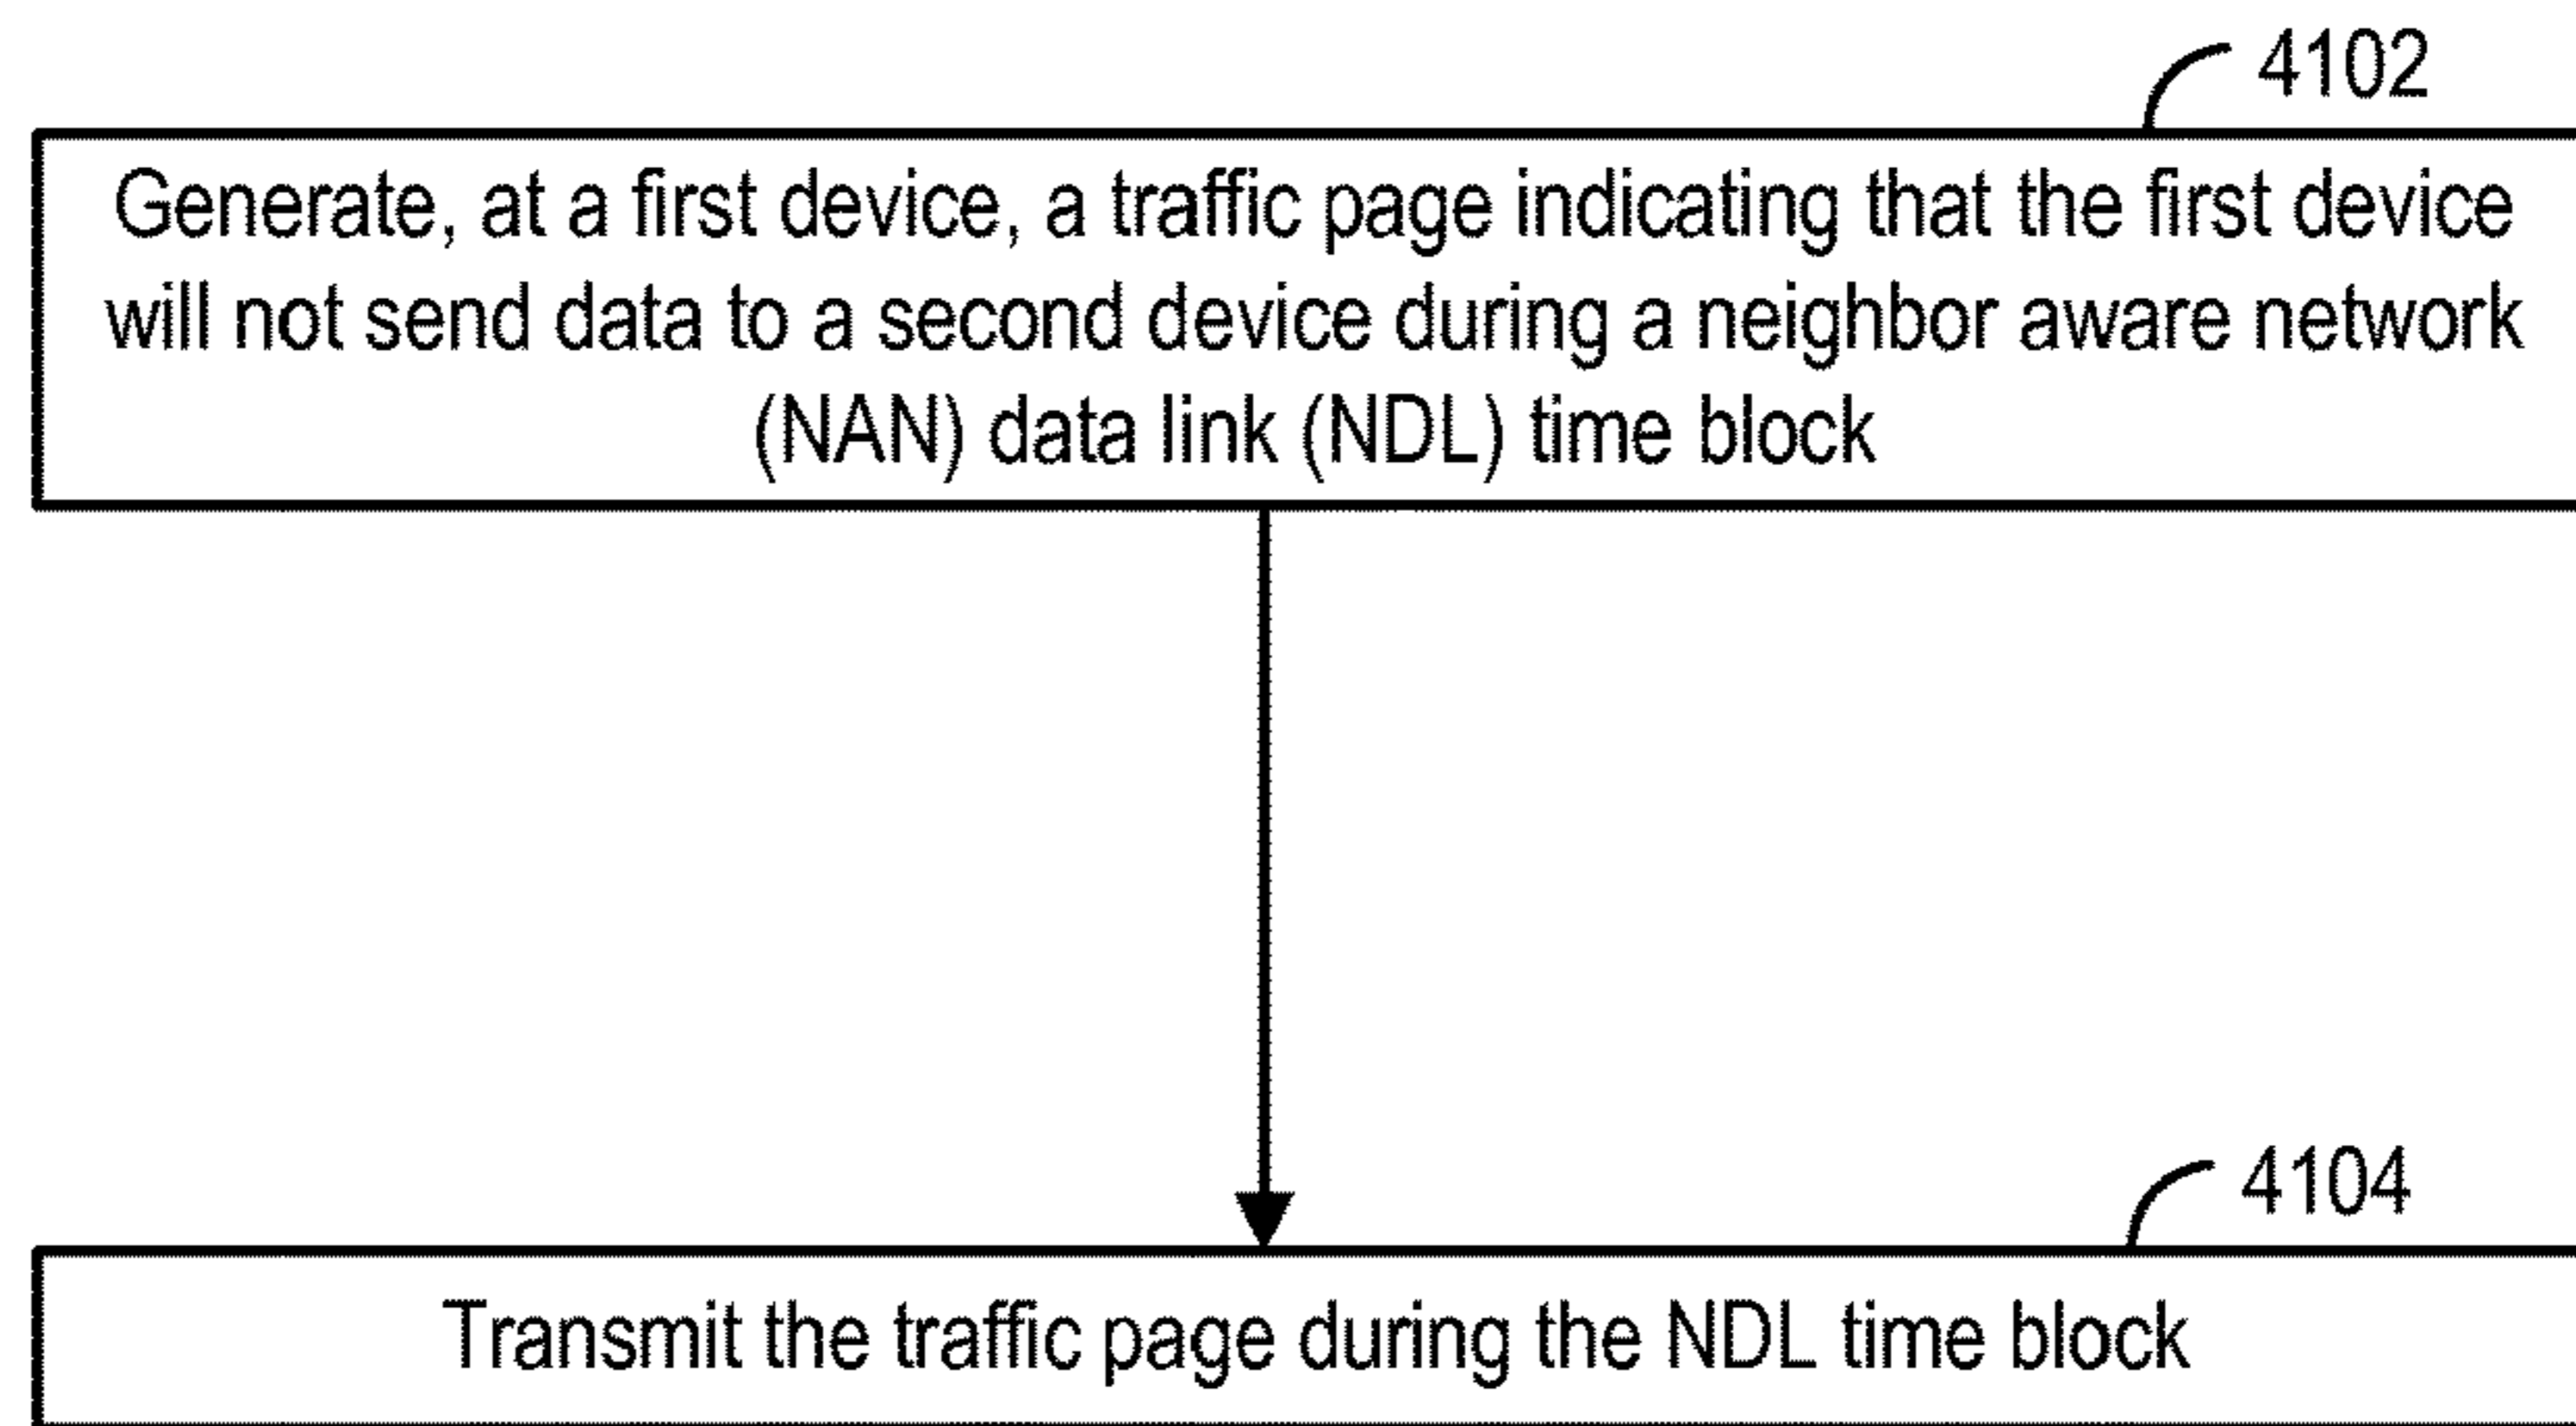 4102
Generate, at a first device, a traffic page indicating that the first device
will not send data to a second device during a neighbor aware network
(NAN) data link (NDL) time block
4104
Transmit the traffic page during the NDL time block